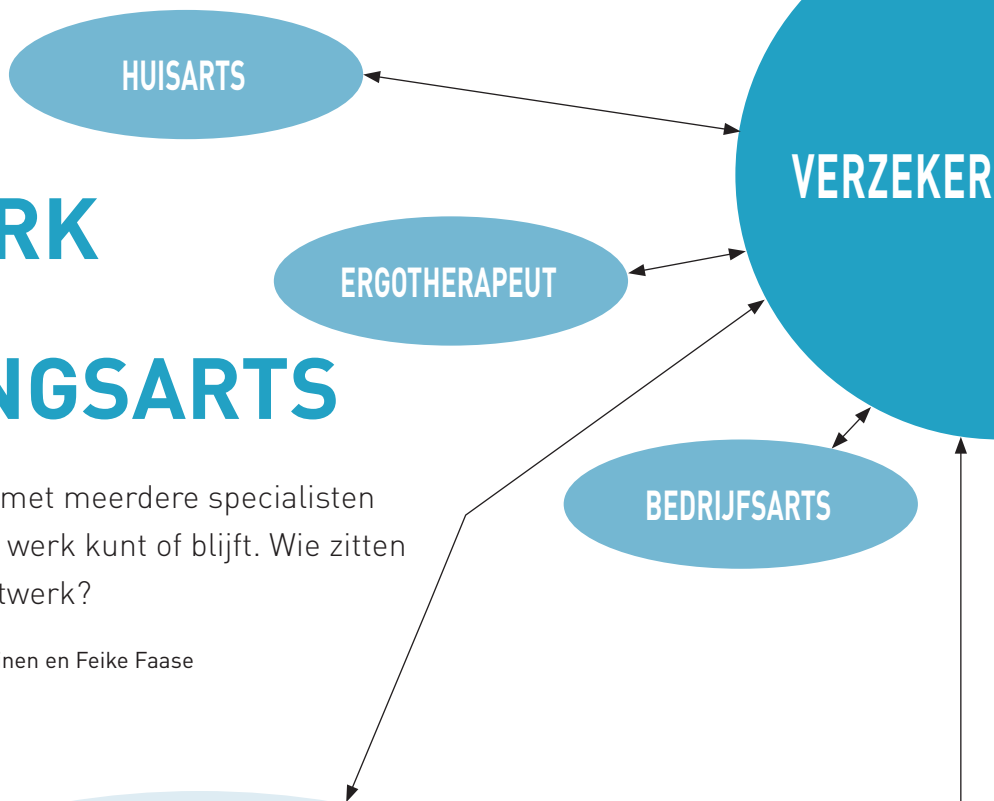 HUISARTS
VERZEKER
RK
ERGOTHERAPEUT
NGSARTS
met meerdere specialisten
werk kunt of blijft. Wie zitten
twerk?
BEDRIJFSARTS
nen en Feike Faase